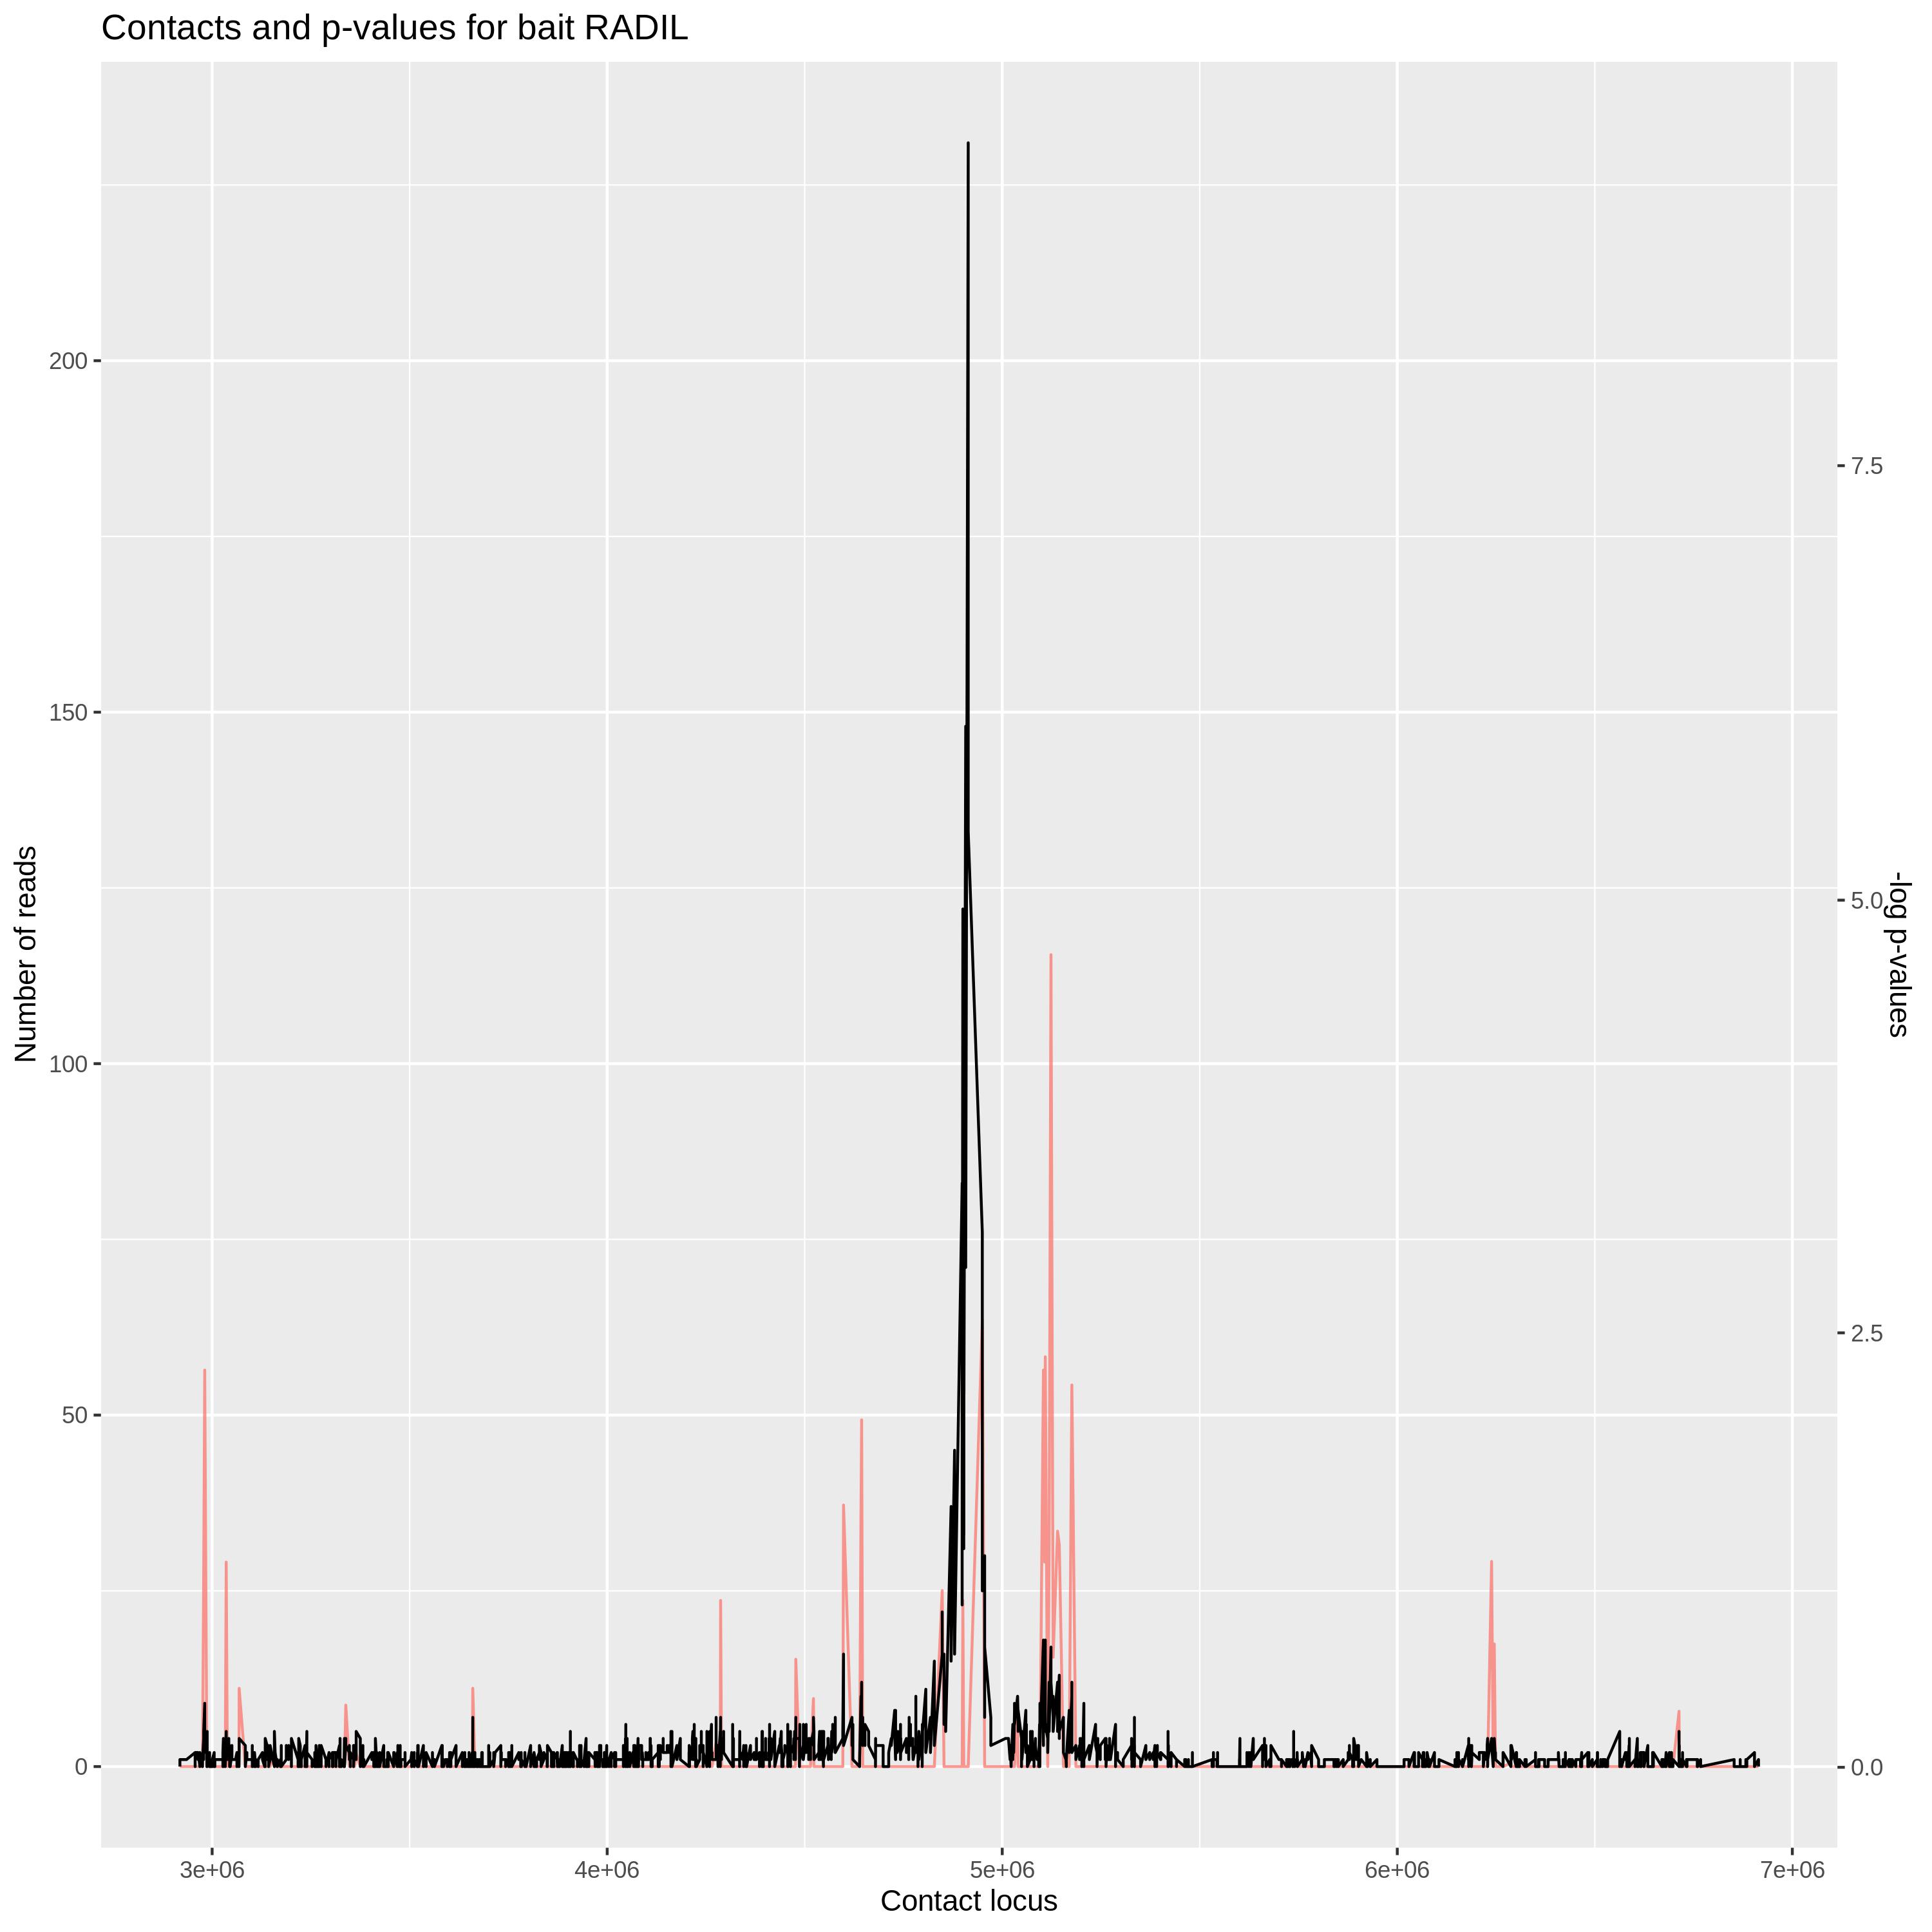 Contacts and p-values for bait RADIL
Number of reads
200
150
100
50
0
7.5
5.0
2.5
0.0
-log p-values
3e+06
4e+06
5e+06
6e+06
7e+06
Contact locus